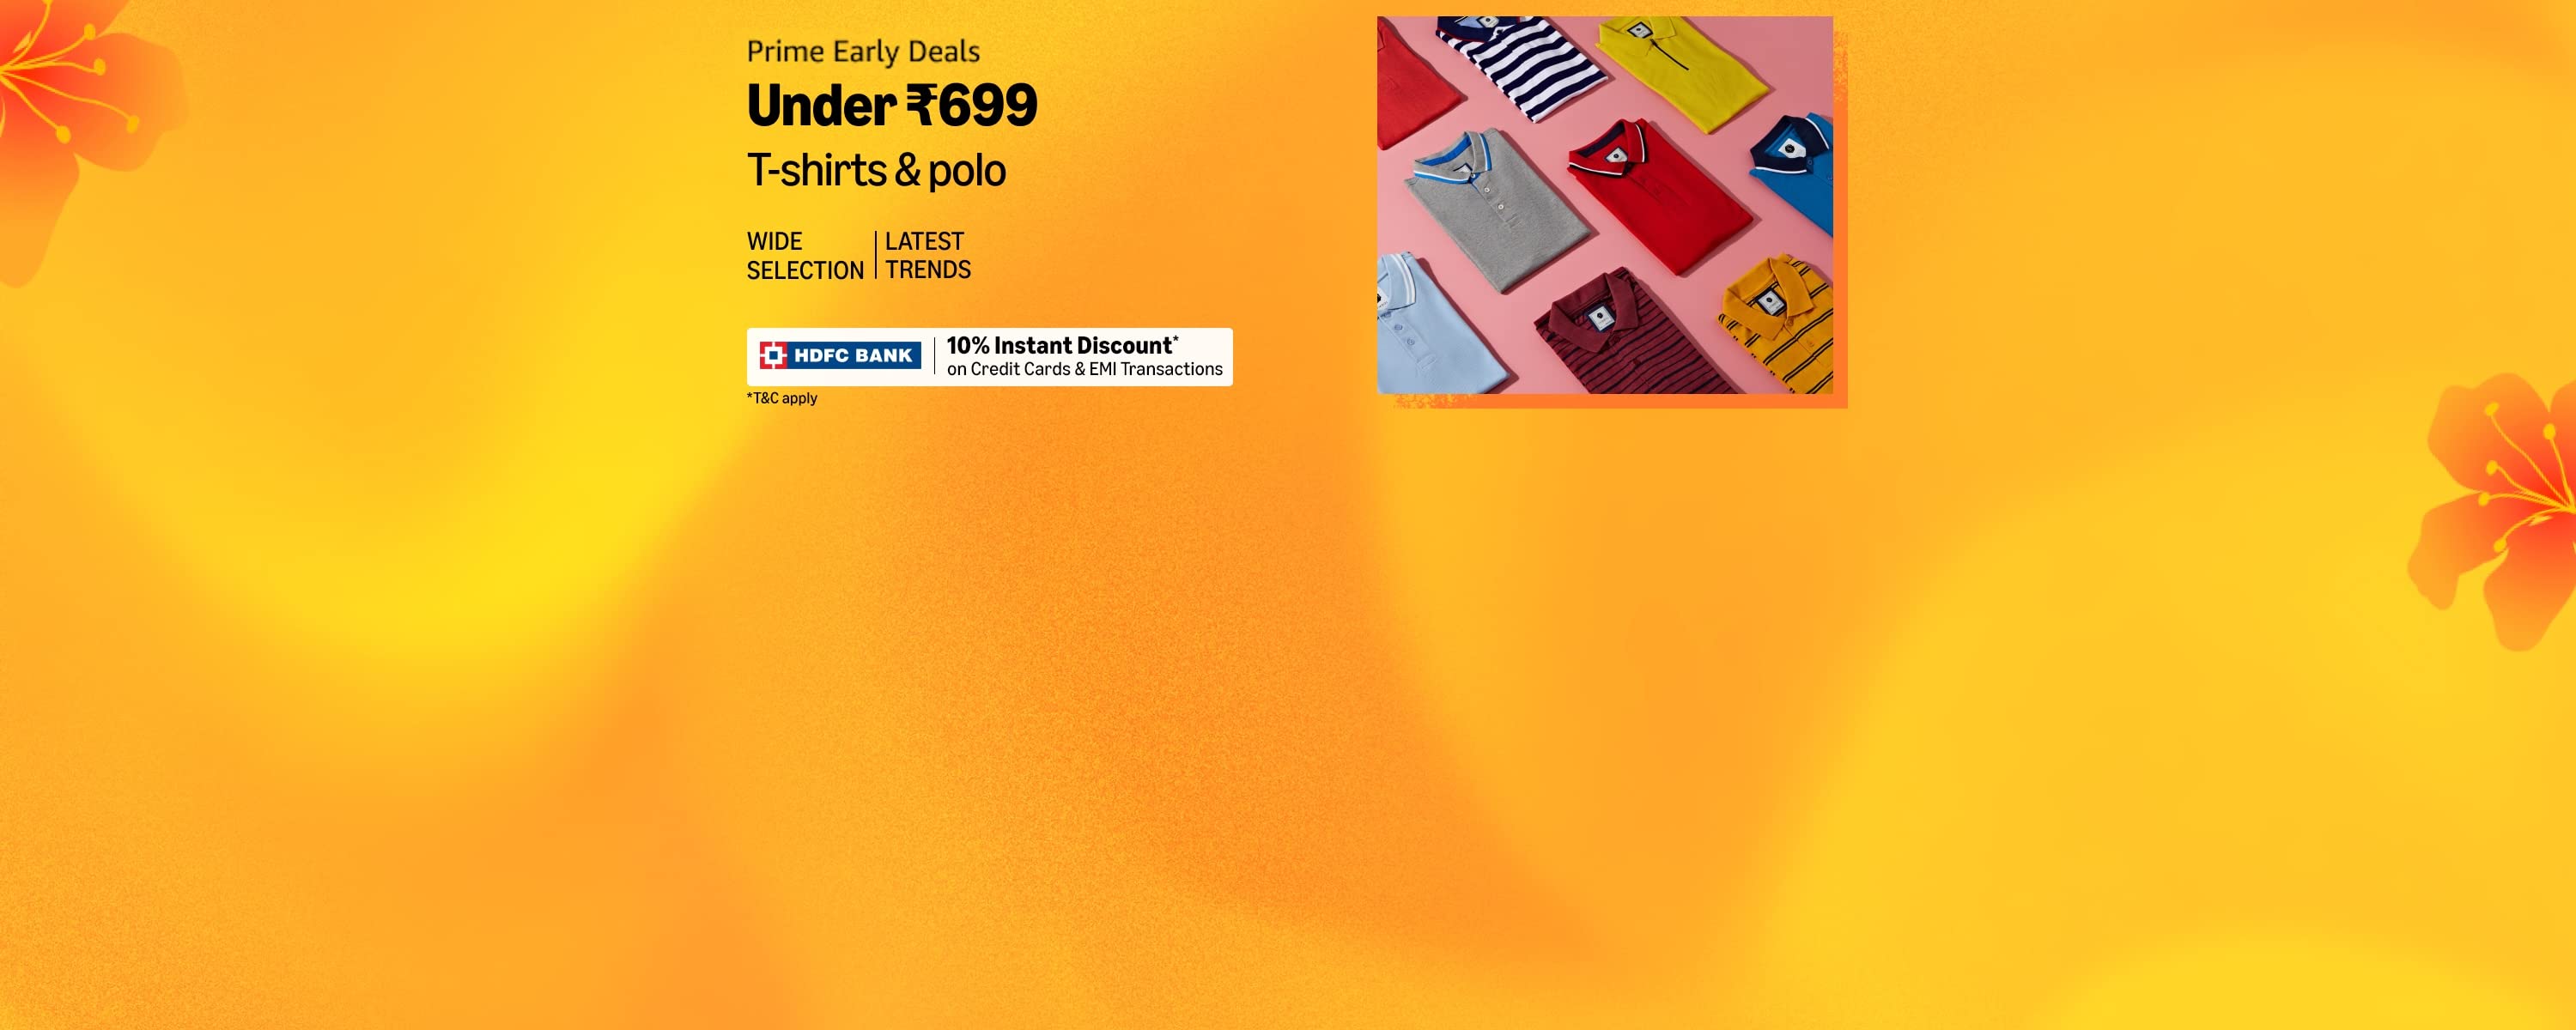 Prime Early Deals
Under ₹699
T-shirts & polo
WIDE
SELECTION
LATEST
TRENDS
HDFC BANK
10% Instant Discount*
on Credit Cards & EMI Transactions
*T&C apply